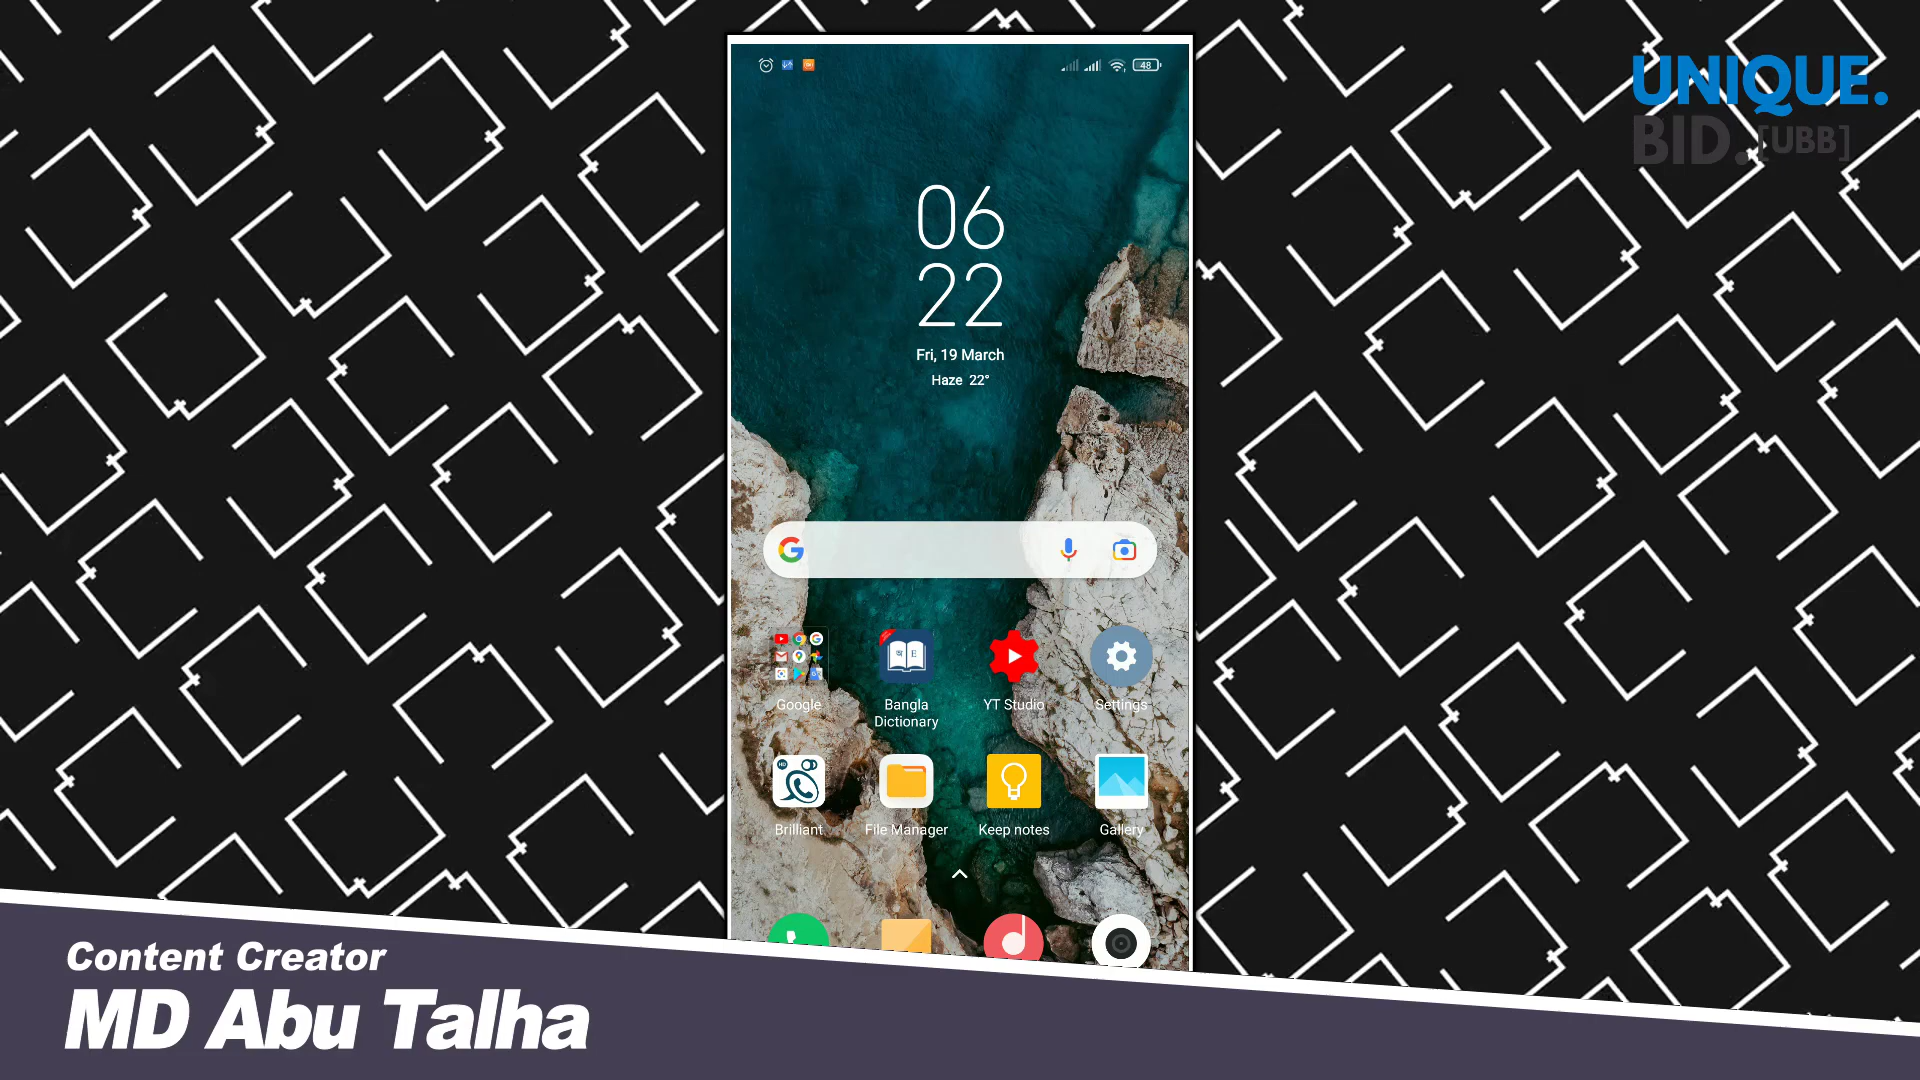 48
UNIQUE.
BID.[UBB]
06
22
Fri, 19 March
Haze 22°
Google
Bangla
Dictionary
YT Studio
Settings
Brilliant
File Manager
Keep notes
Gallery
Content Creator
MD Abu Talha